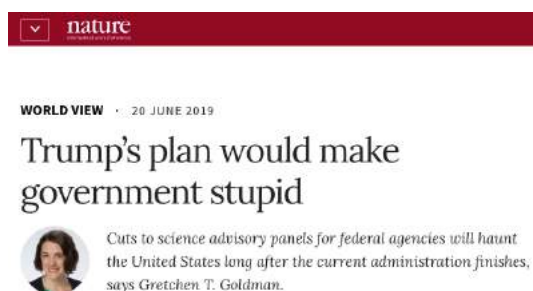 nature
WORLD VIEW · 20 JUNE 2019
Trump's plan would make
government stupid
Cuts to science advisory panels for federal agencies will haunt
the United States long after the current administration finishes,
says Gretchen T. Goldman.